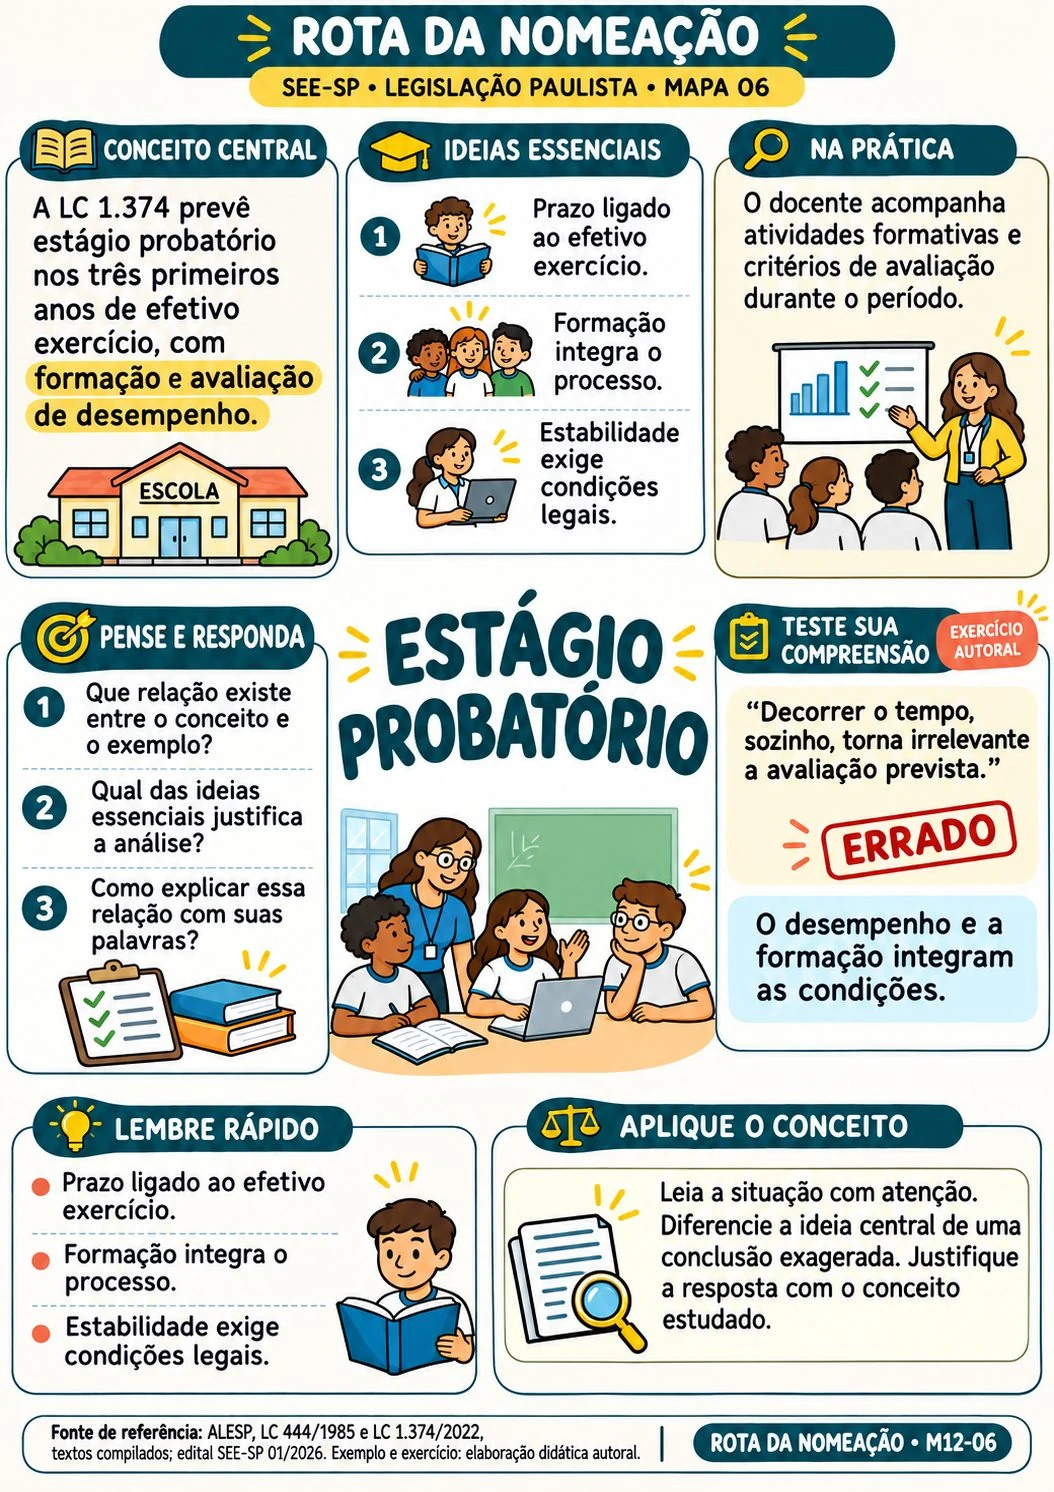 ROTA DA NOMEAÇÃO
SEE-SP • LEGISLAÇÃO PAULISTA • MAPA 06
CONCEITO CENTRAL
A LC 1.374 prevê
estágio probatório
nos três primeiros
anos de efetivo
exercício, com
formação e avaliação
de desempenho.
ESCOLA
IDEIAS ESSENCIAIS
1
Prazo ligado
ao efetivo
exercício.
2
Formação
integra o
processo.
3
Estabilidade
exige
condições
legais.
NA PRÁTICA
O docente acompanha
atividades formativas e
critérios de avaliação
durante o período.
PENSE E RESPONDA
1
Que relação existe
entre o conceito e
o exemplo?
2
Qual das ideias
essenciais justifica
a análise?
3
Como explicar essa
relação com suas
palavras?
ESTÁGIO
PROBATÓRIO
TESTE SUA
COMPREENSÃO
EXERCÍCIO
AUTORAL
“Decorrer o tempo,
sozinho, torna irrelevante
a avaliação prevista.”
ERRADO
O desempenho e a
formação integram
as condições.
LEMBRE RÁPIDO
Prazo ligado ao efetivo
exercício.
Formação integra o
processo.
Estabilidade exige
condições legais.
APLIQUE O CONCEITO
Leia a situação com atenção.
Diferencie a ideia central de uma
conclusão exagerada. Justifique
a resposta com o conceito
estudado.
Fonte de referência: ALESP, LC 444/1985 e LC 1.374/2022,
textos compilados; edital SEE-SP 01/2026. Exemplo e exercício: elaboração didática autoral.
ROTA DA NOMEAÇÃO • M12-06